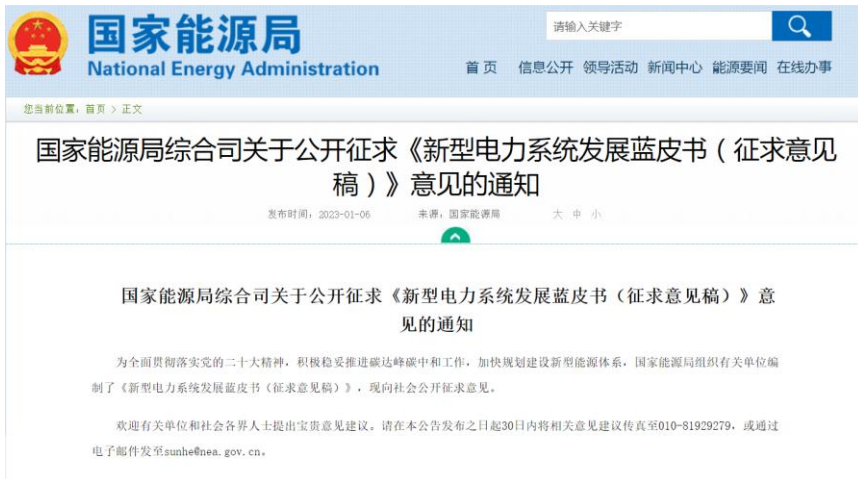 国家能源局
National Energy Administration
请输入关键字
首页 信息公开 领导活动 新闻中心 能源要闻 在线办事
您当前位置：首页 > 正文
国家能源局综合司关于公开征求《新型电力系统发展蓝皮书（征求意见
稿）》意见的通知
发布时间：2023-01-06 来源：国家能源局 大 中 小
国家能源局综合司关于公开征求《新型电力系统发展蓝皮书（征求意见稿）》意
见的通知
为全面贯彻落实党的二十大精神，积极稳妥推进碳达峰碳中和工作，加快规划建设新型能源体系，国家能源局组织有关单位编
制了《新型电力系统发展蓝皮书（征求意见稿）》，现向社会公开征求意见。
欢迎有关单位和社会各界人士提出宝贵意见建议。请在本公告发布之日起30日内将相关意见建议传真至010-81929279，或通过
电子邮件发至sunhe@nea.gov.cn。